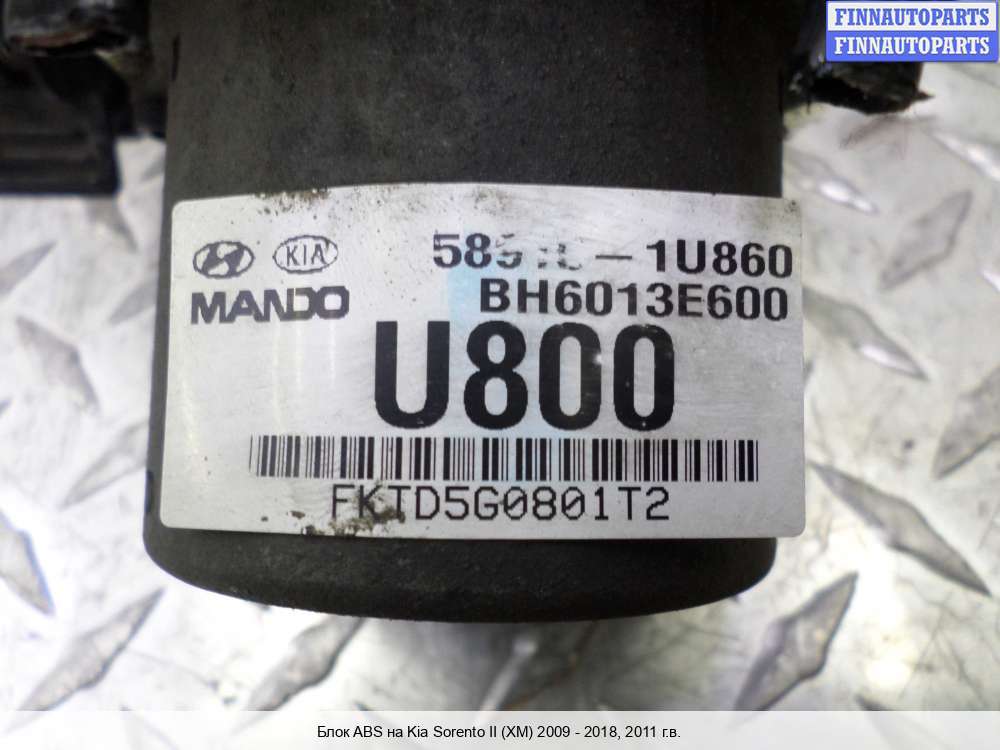 FINNAUTOPARTS
FINNAUTOPARTS
KIA
1U860
MANDO
BH6013E600
U800
FKTD5G0801T2
Блок ABS на Kia Sorento II (XM) 2009 - 2018, 2011 г.в.